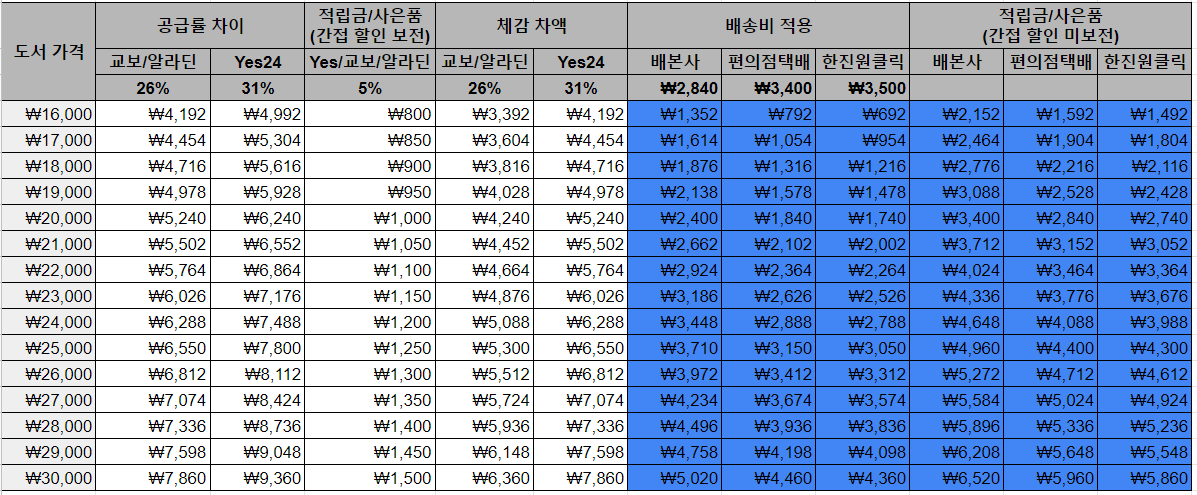 도서 가격 공급률 차이 적립금/사은품 (간접 할인 보전) 체감 차액 배송비 적용 적립금/사은품 (간접 할인 미보전)
교보/알라딘 Yes24 Yes/교보/알라딘 교보/알라딘 Yes24 배본사 편의점택배 한진원클릭 배본사 편의점택배 한진원클릭
26% 31% 5% 26% 31% ₩2,840 ₩3,400 ₩3,500
₩16,000 ₩4,192 ₩4,992 ₩800 ₩3,392 ₩4,192 ₩1,352 ₩792 ₩692 ₩2,152 ₩1,592 ₩1,492
₩17,000 ₩4,454 ₩5,304 ₩850 ₩3,604 ₩4,454 ₩1,614 ₩1,054 ₩954 ₩2,464 ₩1,904 ₩1,804
₩18,000 ₩4,716 ₩5,616 ₩900 ₩3,816 ₩4,716 ₩1,876 ₩1,316 ₩1,216 ₩2,776 ₩2,216 ₩2,116
₩19,000 ₩4,978 ₩5,928 ₩950 ₩4,028 ₩4,978 ₩2,138 ₩1,578 ₩1,478 ₩3,088 ₩2,528 ₩2,428
₩20,000 ₩5,240 ₩6,240 ₩1,000 ₩4,240 ₩5,240 ₩2,400 ₩1,840 ₩1,740 ₩3,400 ₩2,840 ₩2,740
₩21,000 ₩5,502 ₩6,552 ₩1,050 ₩4,452 ₩5,502 ₩2,662 ₩2,102 ₩2,002 ₩3,712 ₩3,152 ₩3,052
₩22,000 ₩5,764 ₩6,864 ₩1,100 ₩4,664 ₩5,764 ₩2,924 ₩2,364 ₩2,264 ₩4,024 ₩3,464 ₩3,364
₩23,000 ₩6,026 ₩7,176 ₩1,150 ₩4,876 ₩6,026 ₩3,186 ₩2,626 ₩2,526 ₩4,336 ₩3,776 ₩3,676
₩24,000 ₩6,288 ₩7,488 ₩1,200 ₩5,088 ₩6,288 ₩3,448 ₩2,888 ₩2,788 ₩4,648 ₩4,088 ₩3,988
₩25,000 ₩6,550 ₩7,800 ₩1,250 ₩5,300 ₩6,550 ₩3,710 ₩3,150 ₩3,050 ₩4,960 ₩4,400 ₩4,300
₩26,000 ₩6,812 ₩8,112 ₩1,300 ₩5,512 ₩6,812 ₩3,972 ₩3,412 ₩3,312 ₩5,272 ₩4,712 ₩4,612
₩27,000 ₩7,074 ₩8,424 ₩1,350 ₩5,724 ₩7,074 ₩4,234 ₩3,674 ₩3,574 ₩5,584 ₩5,024 ₩4,924
₩28,000 ₩7,336 ₩8,736 ₩1,400 ₩5,936 ₩7,336 ₩4,496 ₩3,936 ₩3,836 ₩5,896 ₩5,336 ₩5,236
₩29,000 ₩7,598 ₩9,048 ₩1,450 ₩6,148 ₩7,598 ₩4,758 ₩4,198 ₩4,098 ₩6,208 ₩5,648 ₩5,548
₩30,000 ₩7,860 ₩9,360 ₩1,500 ₩6,360 ₩7,860 ₩5,020 ₩4,460 ₩4,360 ₩6,520 ₩5,960 ₩5,860